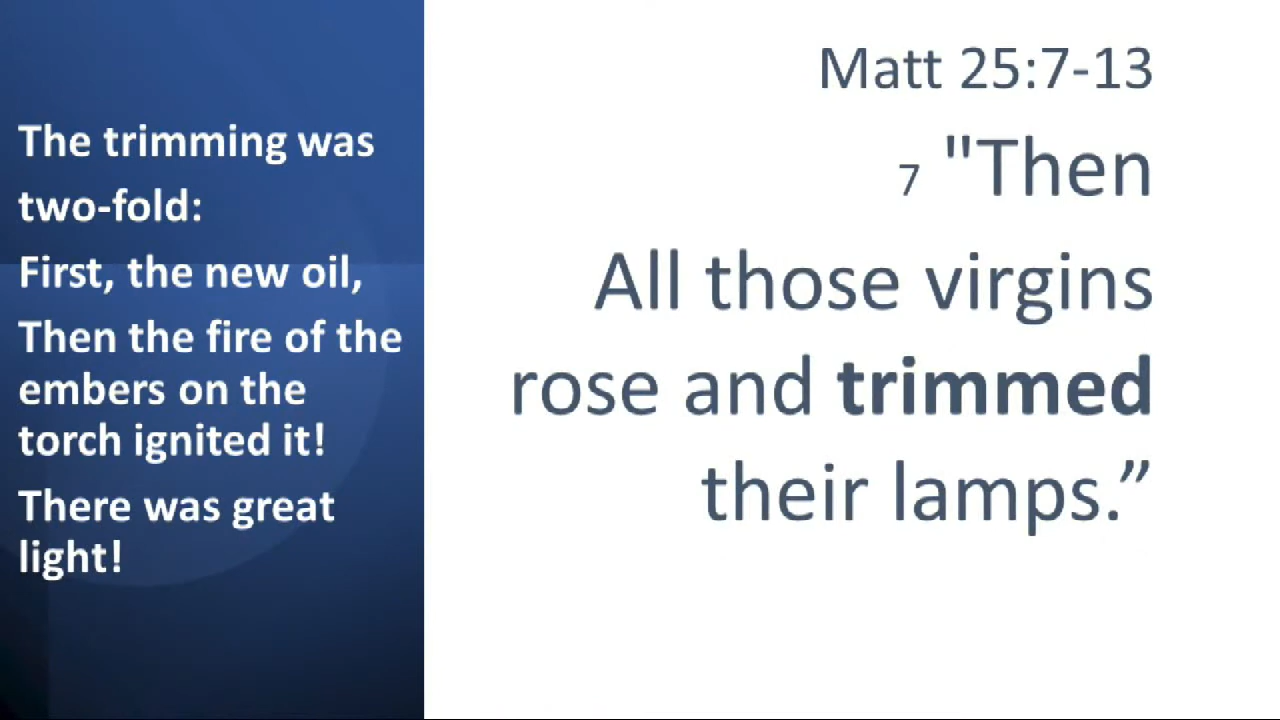 The trimming was
two-fold:
First, the new oil,
Then the fire of the
embers on the
torch ignited it!
There was great
light!
Matt 25:7-13
7 "Then
All those virgins
rose and trimmed
their lamps.”